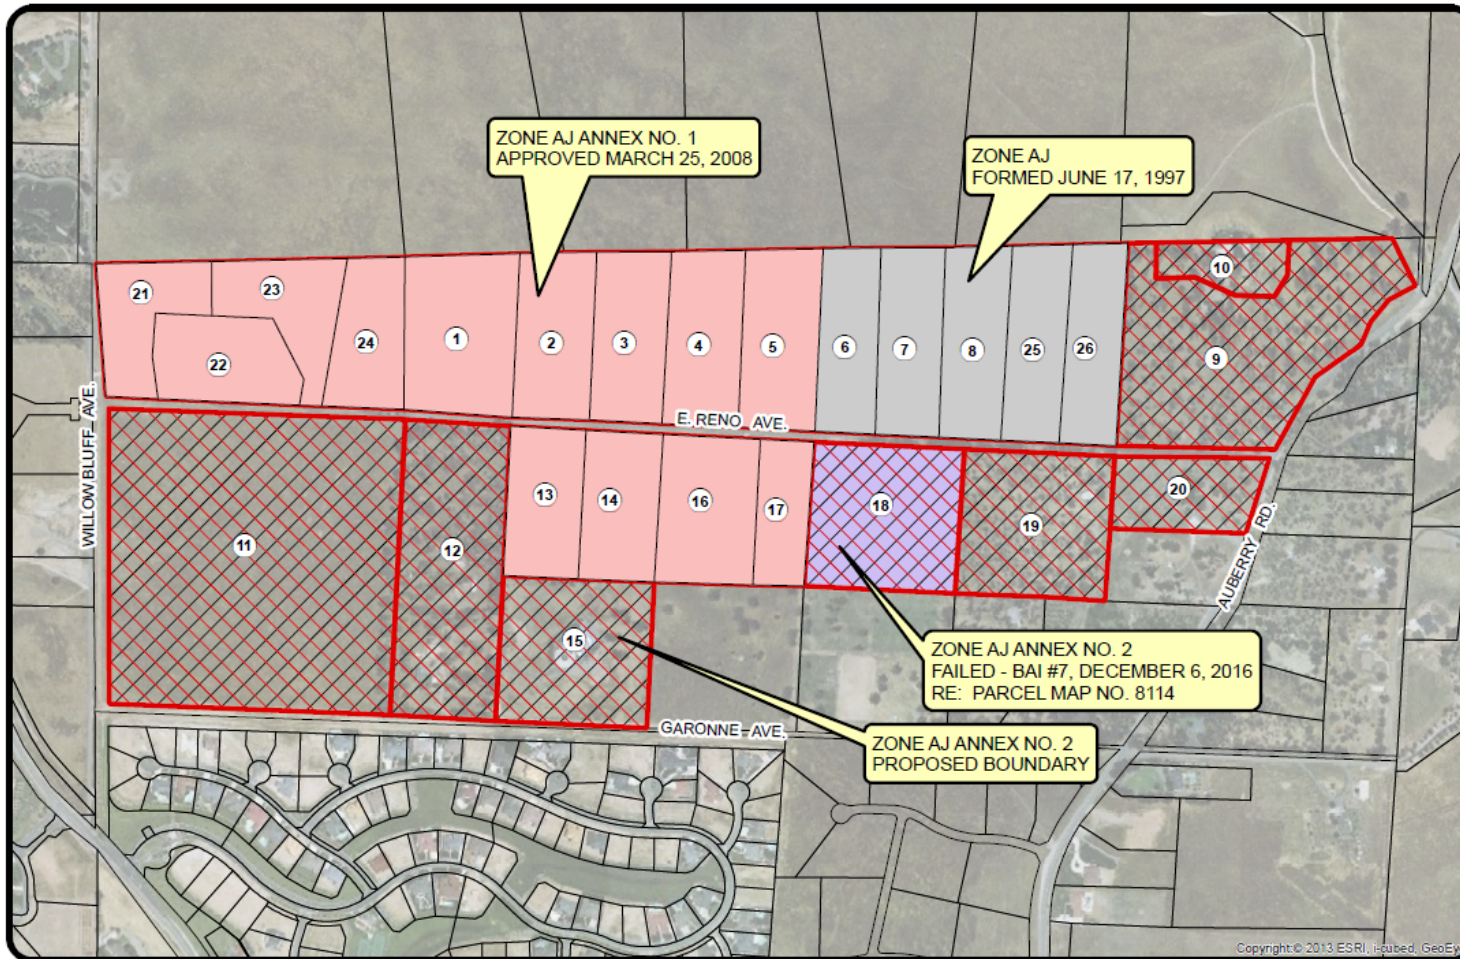 ZONE AJ ANNEX NO. 1
APPROVED MARCH 25, 2008
ZONE AJ
FORMED JUNE 17, 1997
10
21
23
24
1
2
3
4
5
6
7
8
25
26
9
22
WILLOW BLUFF AVE.
E. RENO AVE.
11
12
13
14
16
17
18
19
20
AUBERRY RD.
15
ZONE AJ ANNEX NO. 2
FAILED - BAI #7, DECEMBER 6, 2016
RE: PARCEL MAP NO. 8114
GARONNE AVE.
ZONE AJ ANNEX NO. 2
PROPOSED BOUNDARY
Copyright:© 2013 ESRI, i-cubed, GeoEy